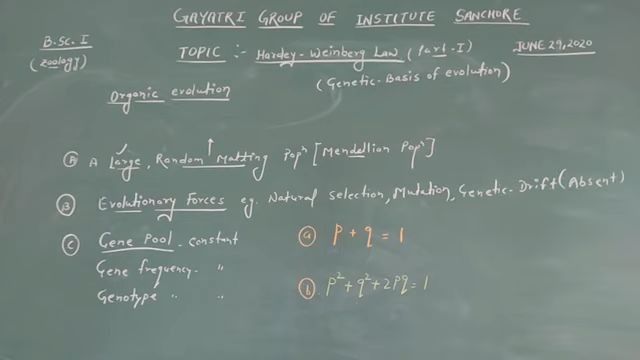 GAYATRI GROUP OF INSTITUTE SANCHORE
B.Sc. I
(Zoology)
TOPIC :- Hardey-Weinberg Law (Part-I)
JUNE 29, 2020
(Genetic-Basis of evolution)
Organic evolution
(A) A Large, Random Matting Popn [Mendellian Popn]
(B) Evolutionary Forces eg. Natural selection, Mutation, Genetic-Drift (Absent)
(C) Gene Pool - constant
Gene frequency - "
Genotype " "
(a) P + q = 1
(b) P² + q² + 2Pq = 1